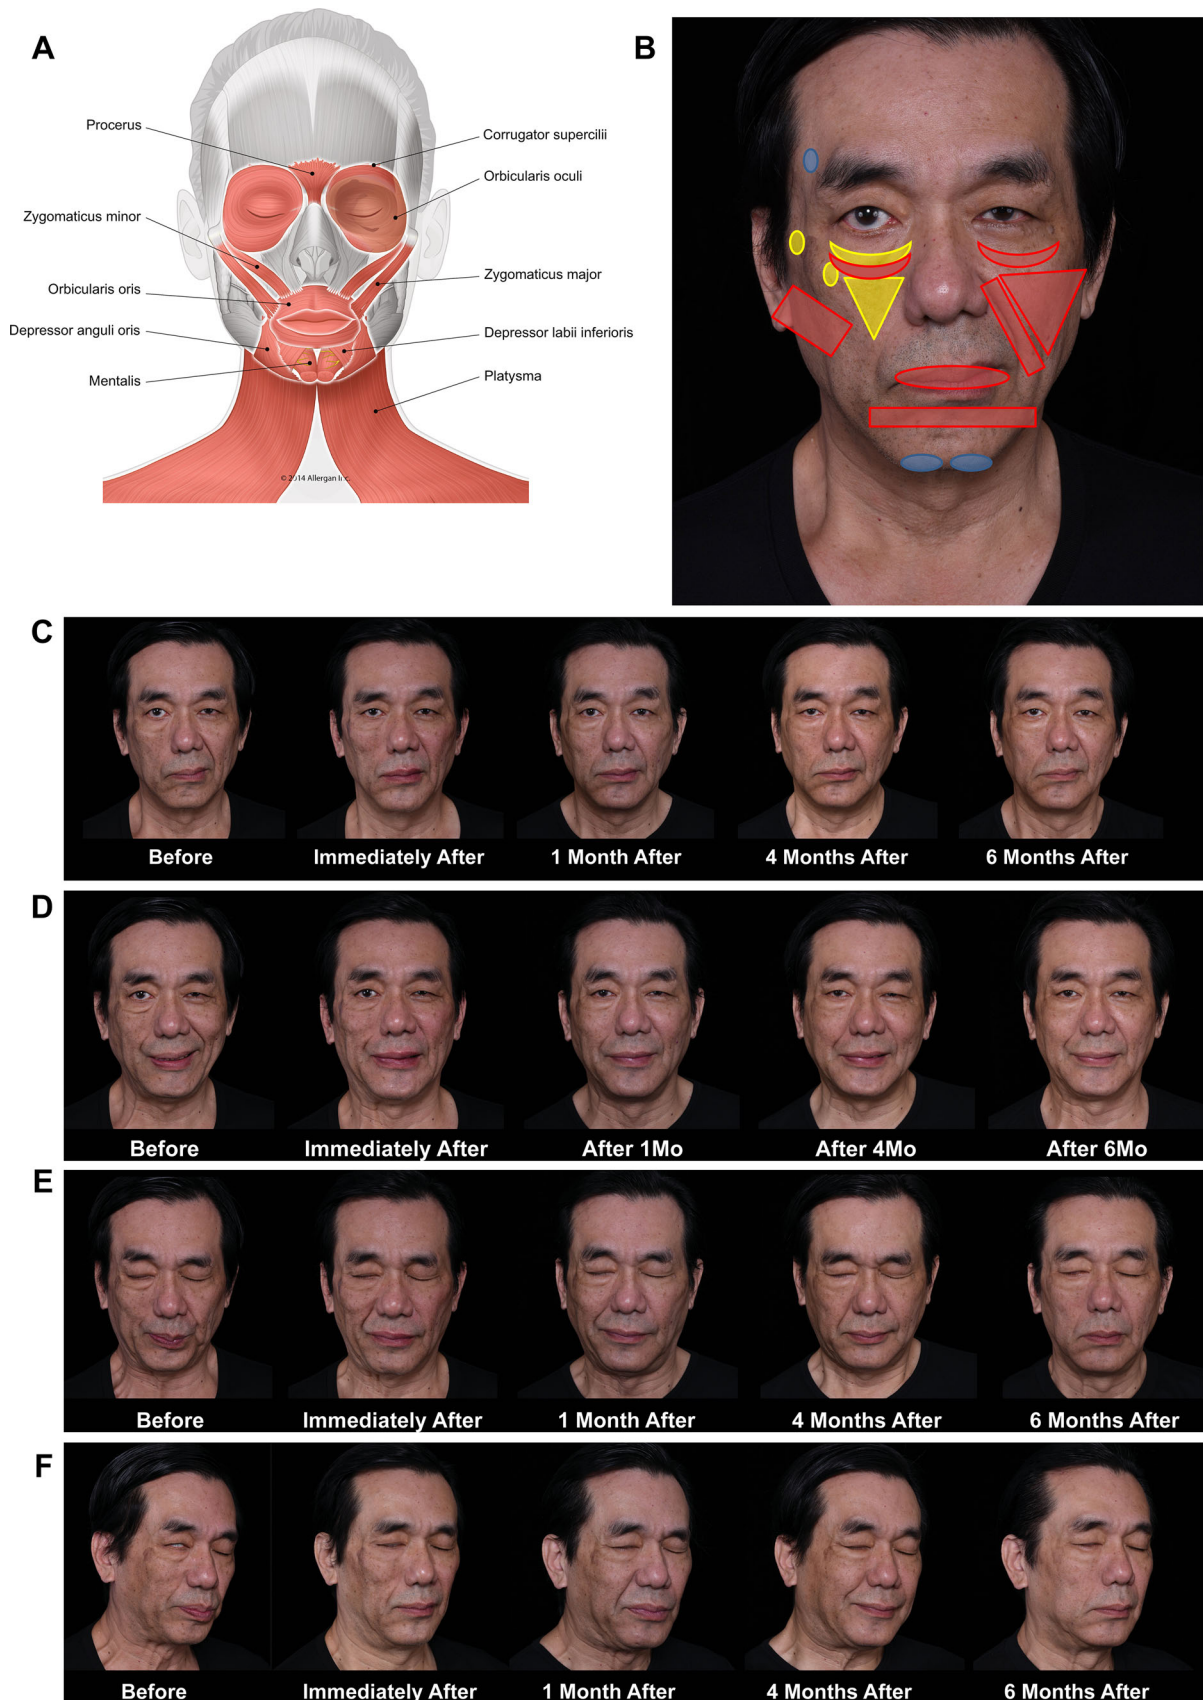 A
Procerus
Corrugator supercilii
Orbicularis oculi
Zygomaticus minor
Zygomaticus major
Orbicularis oris
Depressor anguli oris
Depressor labii inferioris
Mentalis
Platysma
© 2014 Allergan Inc.
B
C
Before
Immediately After
1 Month After
4 Months After
6 Months After
D
Before
Immediately After
After 1Mo
After 4Mo
After 6Mo
E
Before
Immediately After
1 Month After
4 Months After
6 Months After
F
Before
Immediately After
1 Month After
4 Months After
6 Months After